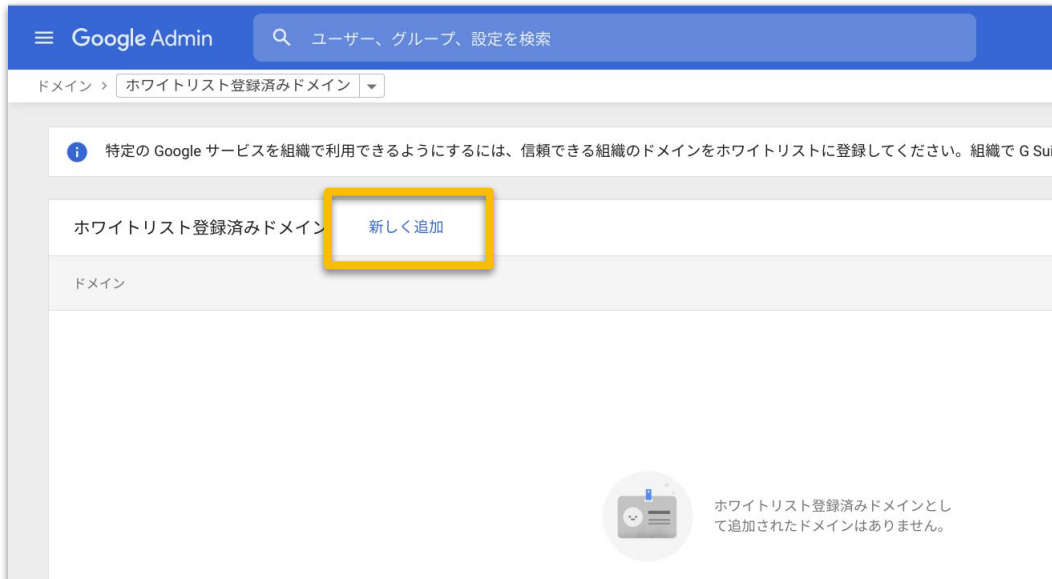 Google Admin
ユーザー、グループ、設定を検索
ドメイン > ホワイトリスト登録済みドメイン
特定の Google サービスを組織で利用できるようにするには、信頼できる組織のドメインをホワイトリストに登録してください。組織で G Sui
ホワイトリスト登録済みドメイン 新しく追加
ドメイン
ホワイトリスト登録済みドメインとし
て追加されたドメインはありません。